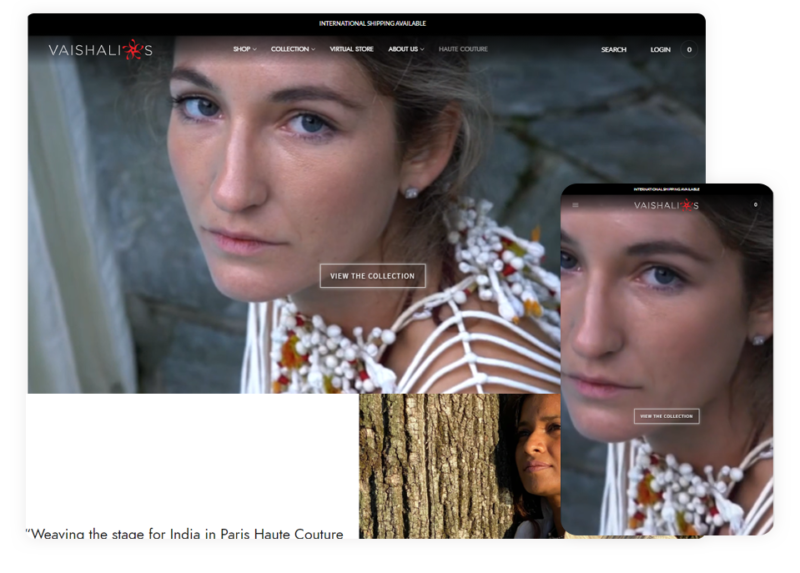 INTERNATIONAL SHIPPING AVAILABLE
VAISHALI S
SHOP COLLECTION VIRTUAL STORE ABOUT US HAUTE COUTURE SEARCH LOGIN 0
VIEW THE COLLECTION
"Weaving the stage for India in Paris Haute Couture
INTERNATIONAL SHIPPING AVAILABLE
VAISHALI S
0
VIEW THE COLLECTION